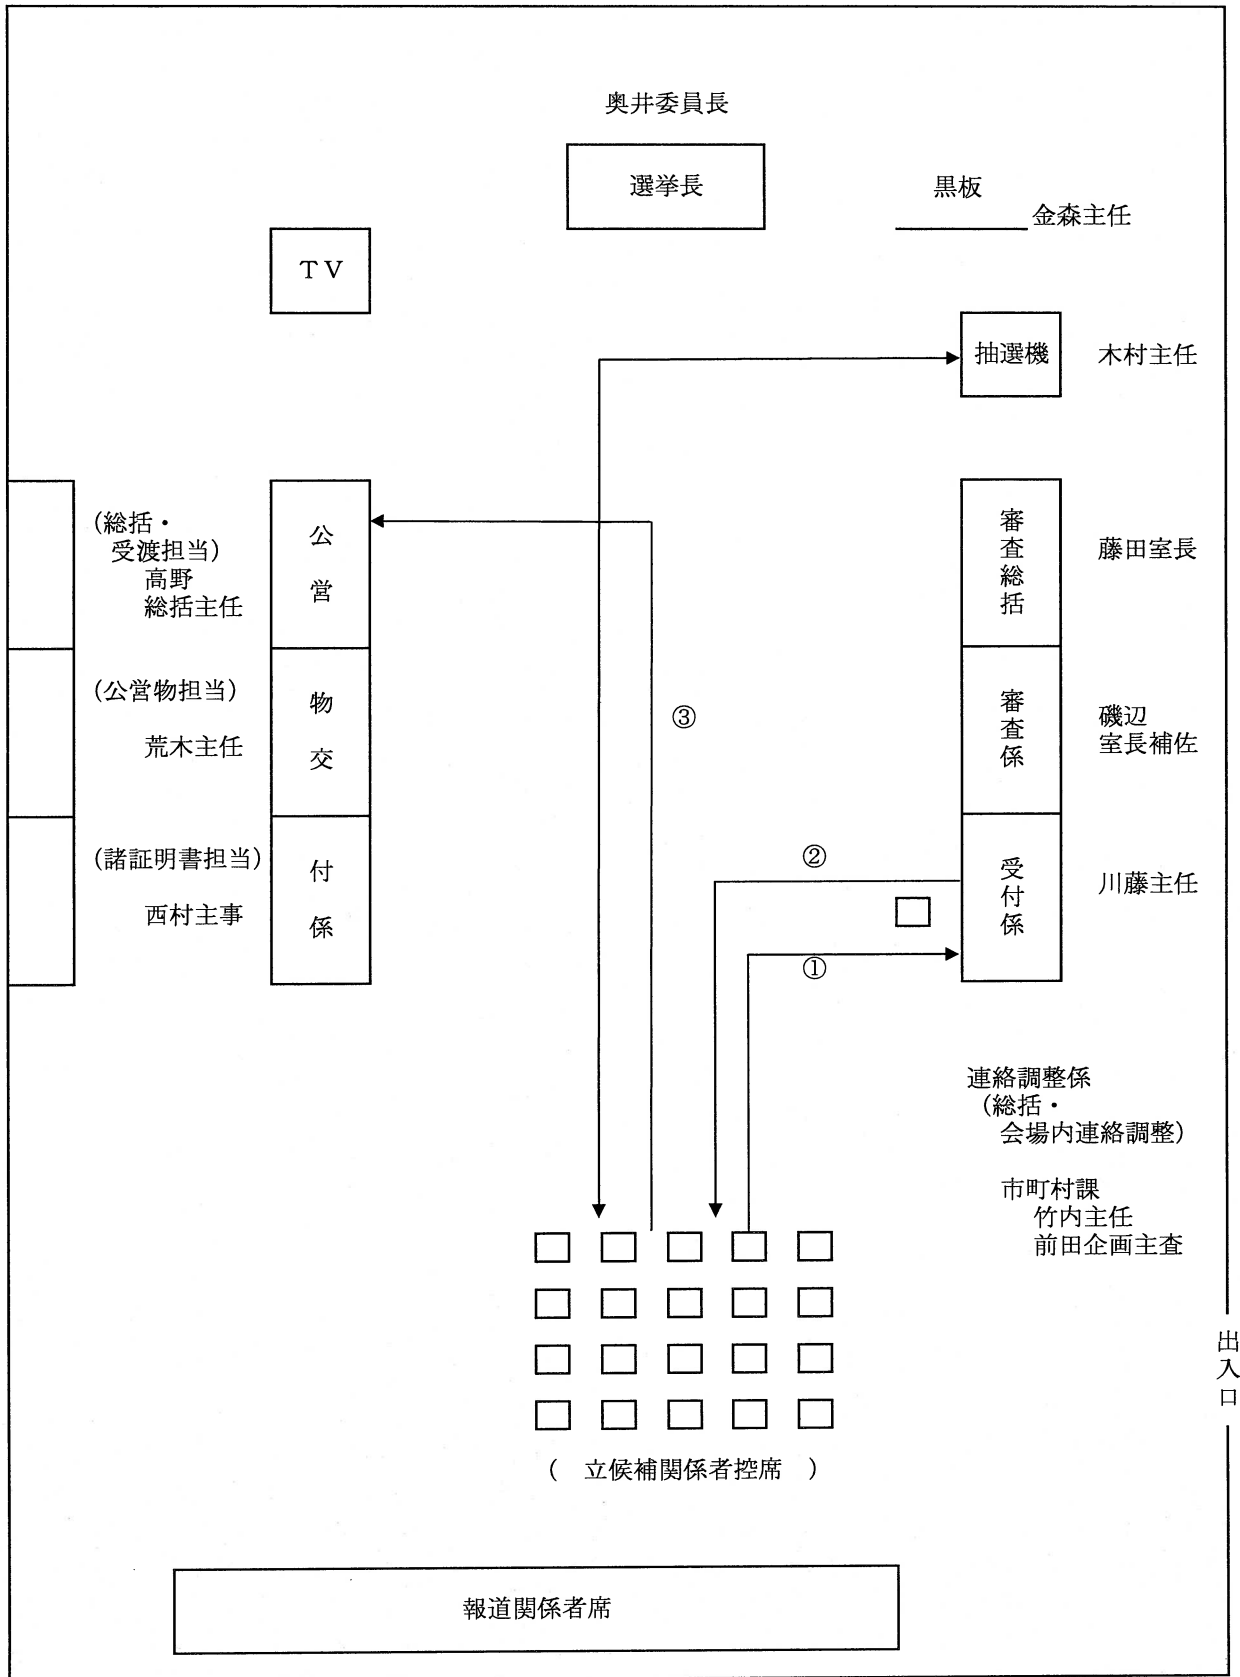 奥井委員長
選挙長
黒板
金森主任
ＴＶ
抽選機
木村主任
(総括・
受渡担当)
高野
総括主任
公営
物交
付係
(公営物担当)
荒木主任
(諸証明書担当)
西村主事
審査総括
藤田室長
審査係
磯辺
室長補佐
受付係
川藤主任
③
②
①
連絡調整係
(総括・
会場内連絡調整)
市町村課
竹内主任
前田企画主査
出入口
(　立候補関係者控席　)
報道関係者席